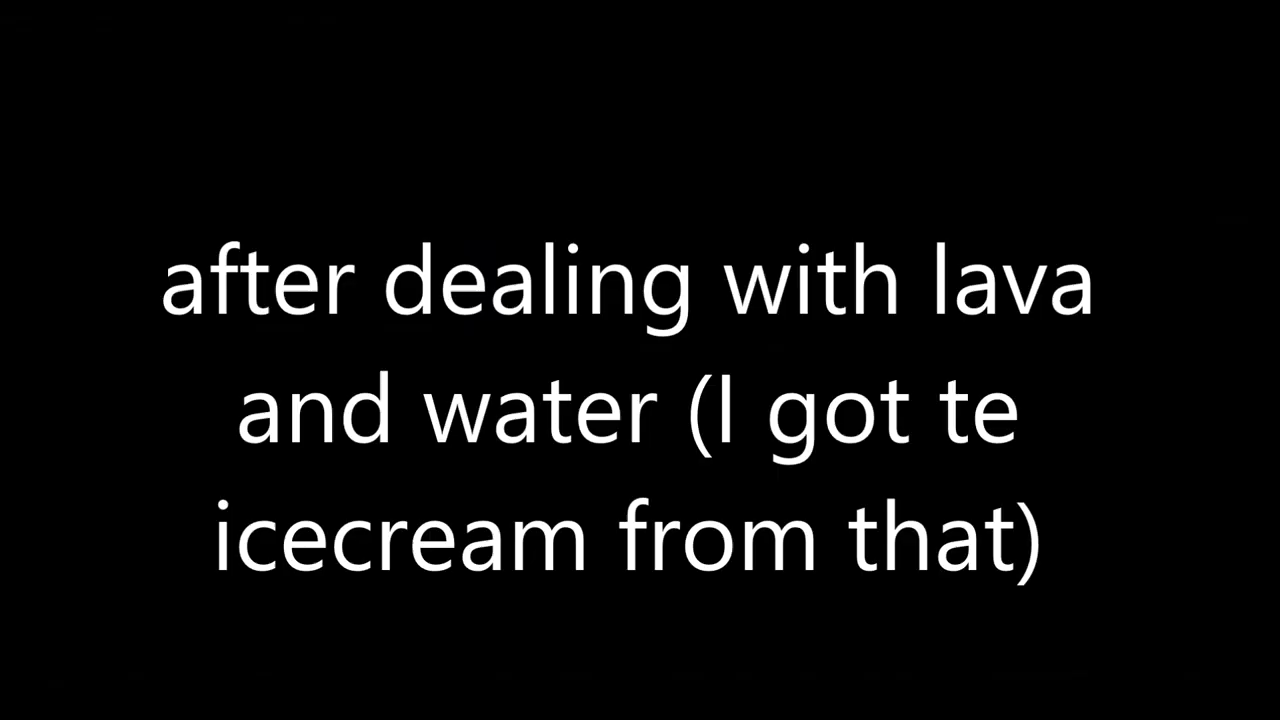 after dealing with lava
and water (I got te
icecream from that)